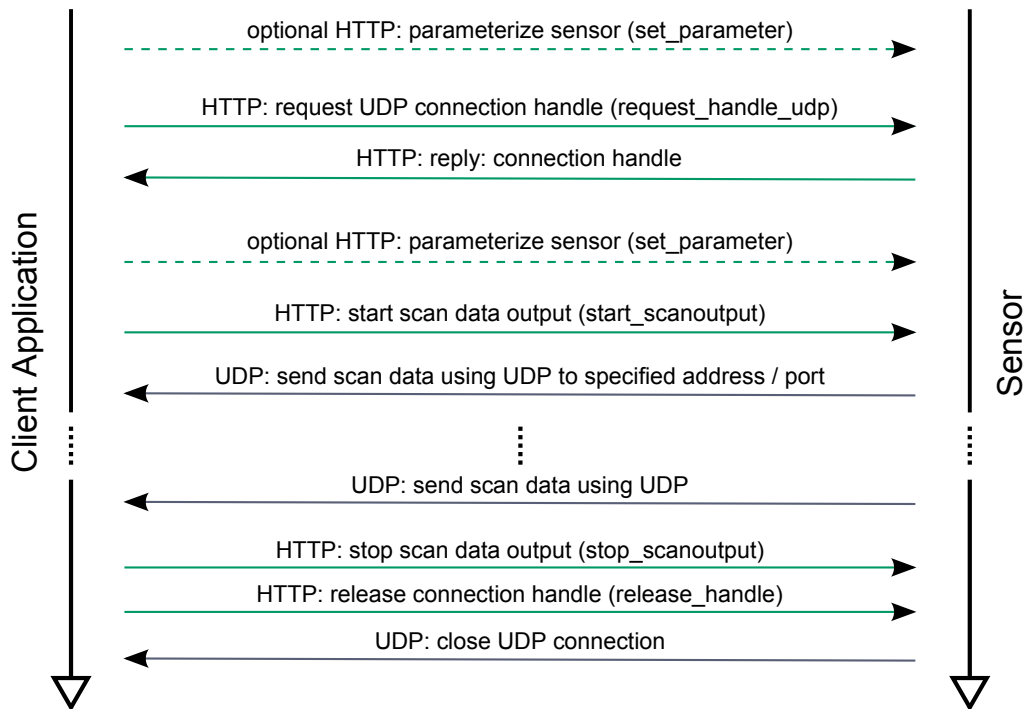 optional HTTP: parameterize sensor (set_parameter)
HTTP: request UDP connection handle (request_handle_udp)
HTTP: reply: connection handle
optional HTTP: parameterize sensor (set_parameter)
HTTP: start scan data output (start_scanoutput)
UDP: send scan data using UDP to specified address / port
UDP: send scan data using UDP
HTTP: stop scan data output (stop_scanoutput)
HTTP: release connection handle (release_handle)
UDP: close UDP connection
Client Application
Sensor